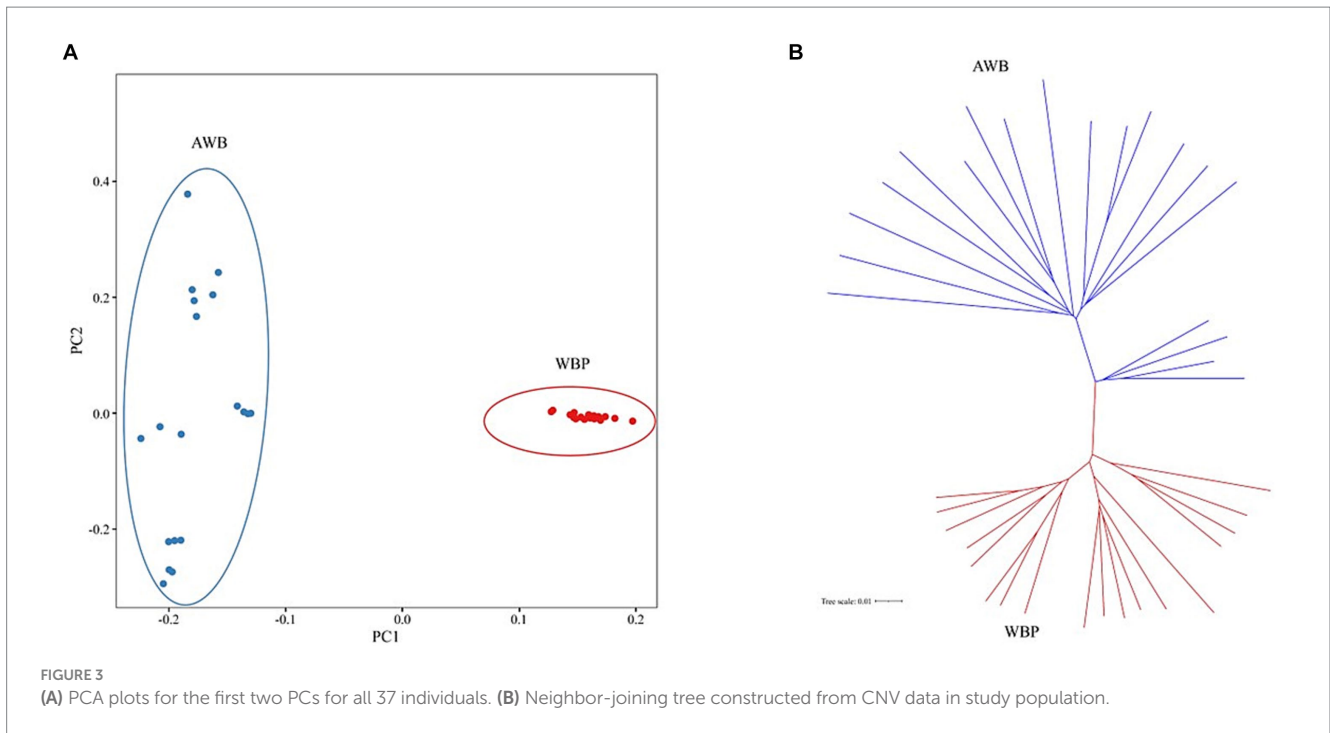 A
B
AWB
WBP
0.4
0.2
0.0
-0.2
PC2
-0.2
-0.1
0.0
0.1
0.2
PC1
AWB
Tree scale: 0.01
WBP
FIGURE 3
(A) PCA plots for the first two PCs for all 37 individuals. (B) Neighbor-joining tree constructed from CNV data in study population.